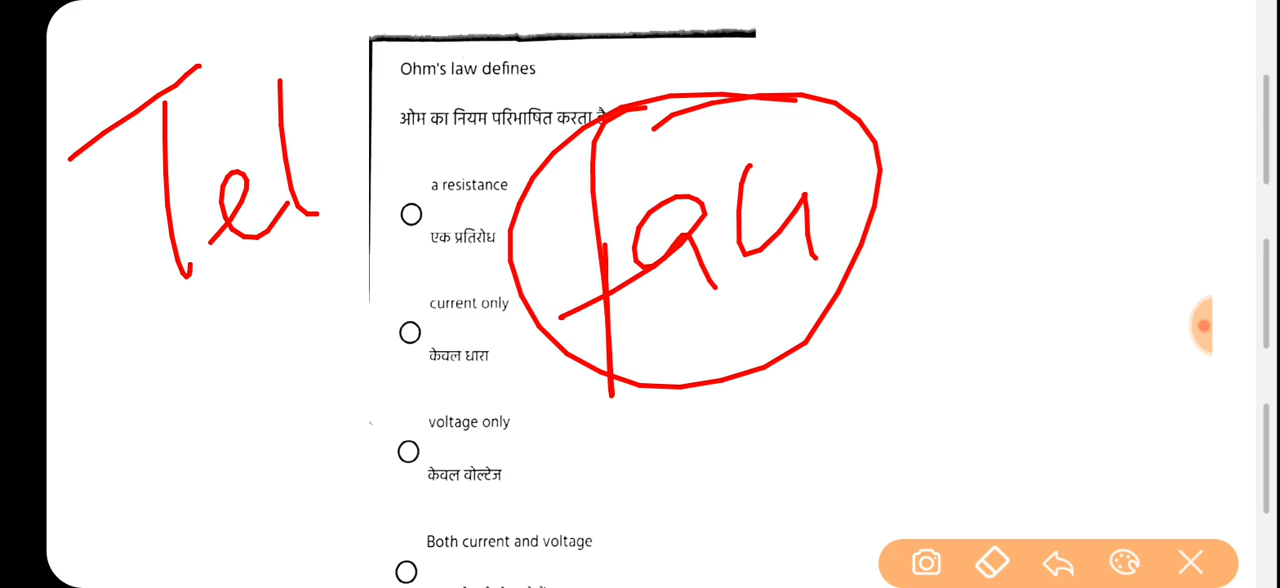 Ohm's law defines
ओम का नियम परिभाषित करता है
a resistance
एक प्रतिरोध
current only
केवल धारा
voltage only
केवल वोल्टेज
Both current and voltage
Tel